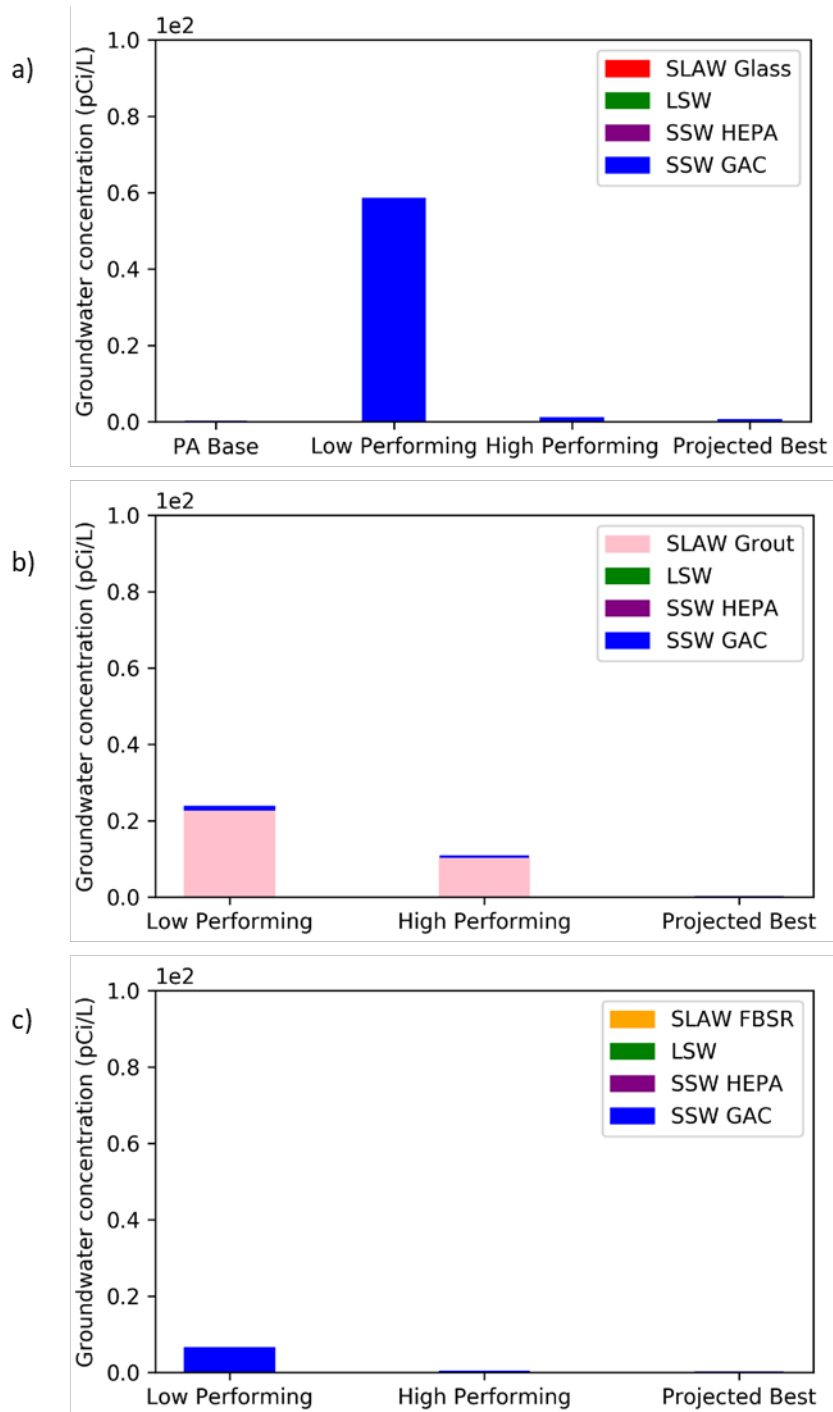 a)
1e2
Groundwater concentration (pCi/L)
1.0
0.8
0.6
0.4
0.2
0.0
SLAW Glass
LSW
SSW HEPA
SSW GAC
PA Base Low Performing High Performing Projected Best
b)
1e2
Groundwater concentration (pCi/L)
1.0
0.8
0.6
0.4
0.2
0.0
SLAW Grout
LSW
SSW HEPA
SSW GAC
Low Performing High Performing Projected Best
c)
1e2
Groundwater concentration (pCi/L)
1.0
0.8
0.6
0.4
0.2
0.0
SLAW FBSR
LSW
SSW HEPA
SSW GAC
Low Performing High Performing Projected Best